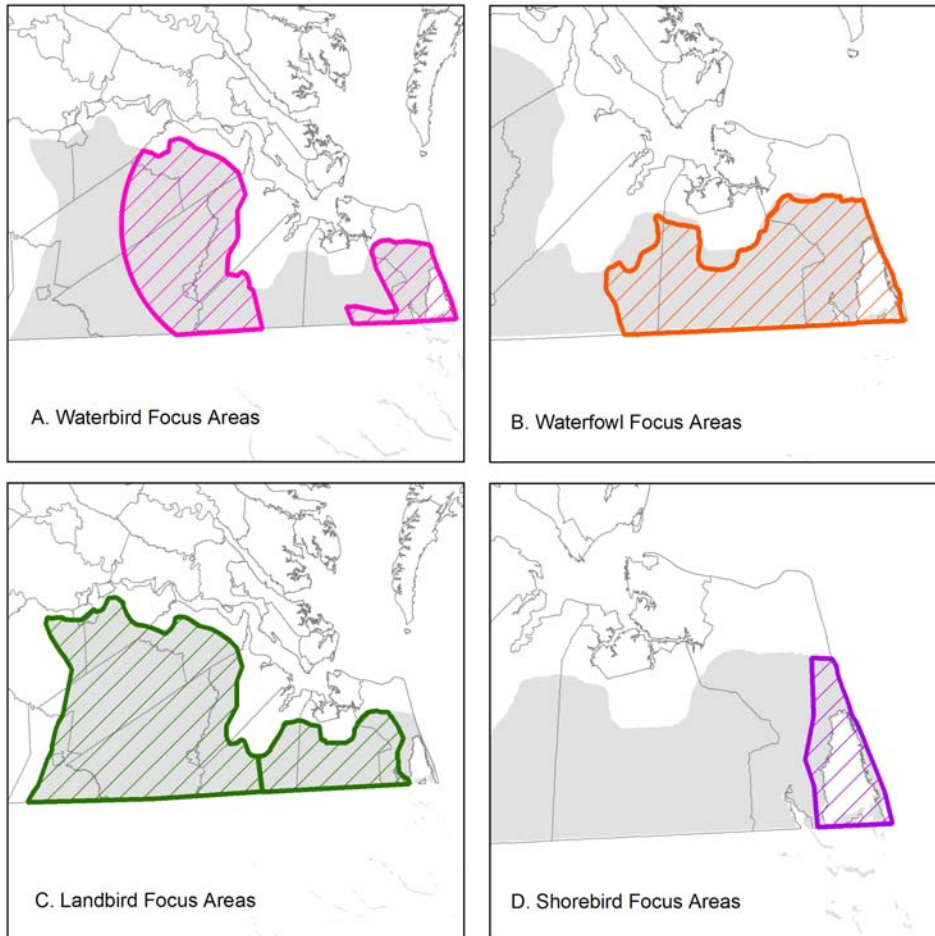 A. Waterbird Focus Areas
B. Waterfowl Focus Areas
C. Landbird Focus Areas
D. Shorebird Focus Areas